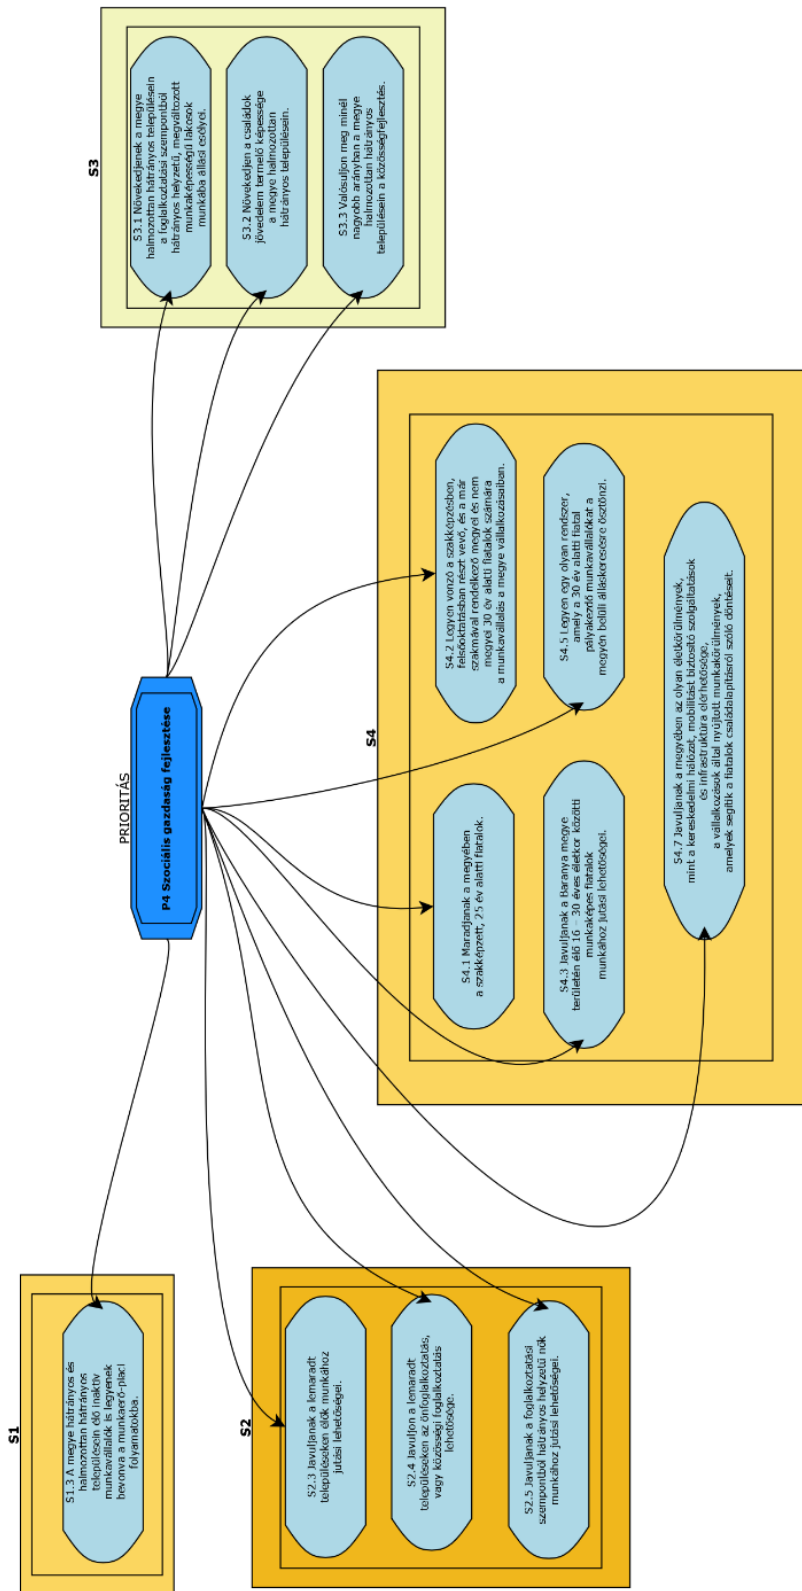 PRIORITÁS
P4 Szociális gazdaság fejlesztése
S1
S1.3 A megye hátrányos és
halmozottan hátrányos
településein élő inaktív
munkavállalók is legyenek
bevonva a munkaerő-piaci
folyamatokba.
S2
S2.3 Javuljanak a lemaradt
településeken élők munkához
jutási lehetőségei.
S2.4 Javuljon a lemaradt
településeken az önfoglalkoztatás,
vagy közösségi foglalkoztatás
lehetősége.
S2.5 Javuljanak a foglalkoztatási
szempontból hátrányos helyzetű nők
munkához jutási lehetőségei.
S3
S3.1 Növekedjenek a megye
halmozottan hátrányos településein
a foglalkoztatási szempontból
hátrányos helyzetű, megváltozott
munkaképességű lakosok
munkába állási esélyei.
S3.2 Növekedjen a családok
jövedelem termelő képessége
a megye halmozottan
hátrányos településein.
S3.3 Valósuljon meg minél
nagyobb arányban a megye
halmozottan hátrányos
településein a közösségfejlesztés.
S4
S4.1 Maradjanak a megyében
a szakképzett, 25 év alatti fiatalok.
S4.2 Legyen vonzó a szakképzésben,
felsőoktatásban részt vevő, és a már
szakmával rendelkező megyei és nem
megyei 30 év alatti fiatalok számára
a munkavállalás a megye vállalkozásaiban.
S4.3 Javuljanak a Baranya megye
területén élő 16 – 30 éves életkor közötti
munkaképes fiatalok
munkához jutási lehetőségei.
S4.5 Legyen egy olyan rendszer,
amely a 30 év alatti fiatal
pályakezdő munkavállalókat a
megyén belüli álláskeresésre ösztönzi.
S4.7 Javuljanak a megyében az olyan életkörülmények,
mint a kereskedelmi hálózat, mobilitást biztosító szolgáltatások
és infrastruktúra elérhetősége,
a vállalkozások által nyújtott munkakörülmények,
amelyek segítik a fiatalok családalapításról szóló döntéseit.